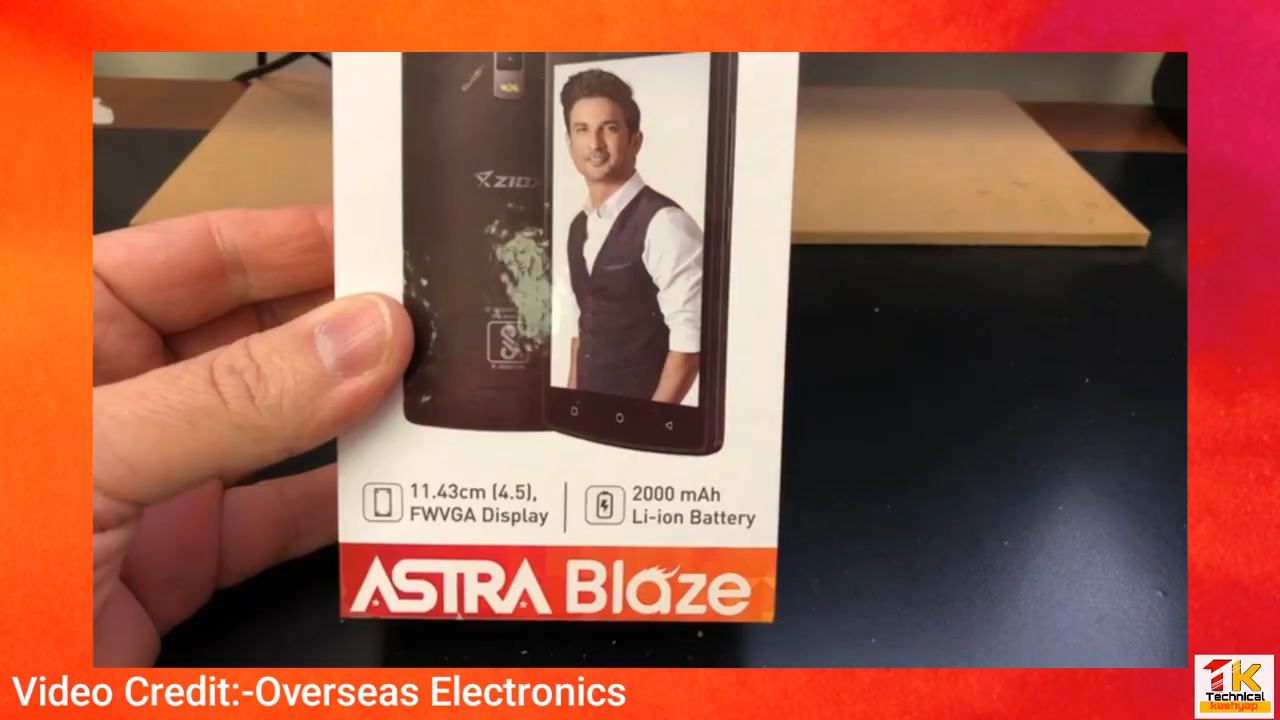 ZIOX
11.43cm (4.5),
FWVGA Display
2000 mAh
Li-ion Battery
ASTRA Blaze
Video Credit:-Overseas Electronics
TK
Technical
kashyap